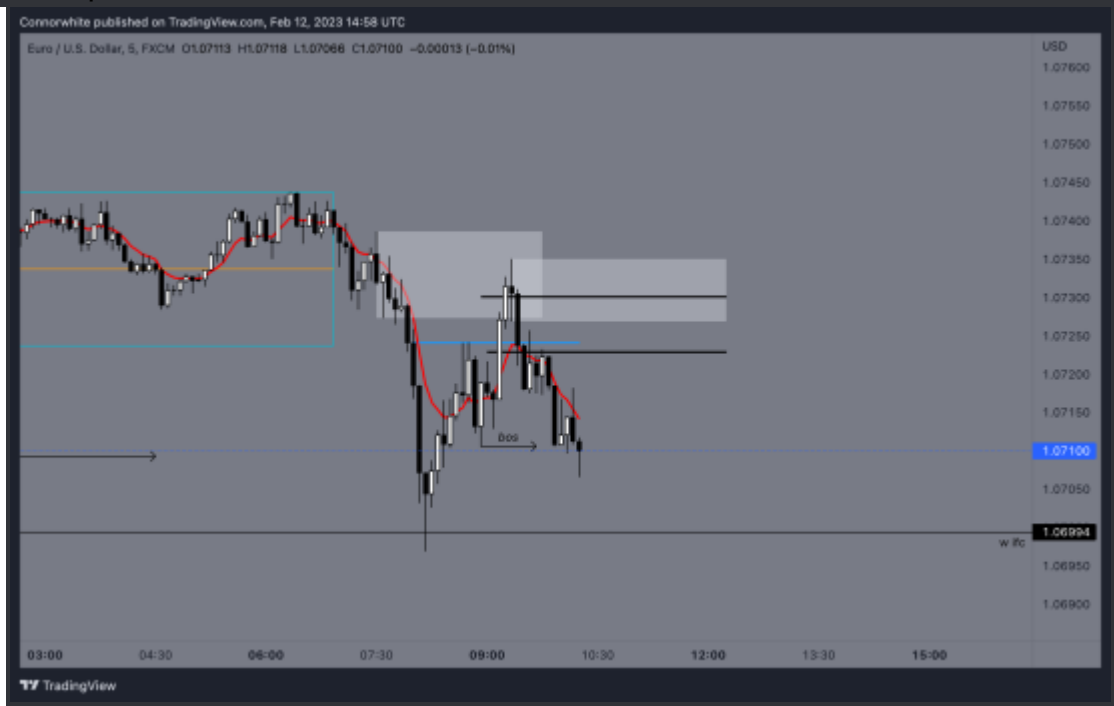 Connorwhite published on TradingView.com, Feb 12, 2023 14:58 UTC
Euro / U.S. Dollar, 5, FXCM O1.07113 H1.07118 L1.07066 C1.07100 −0.00013 (−0.01%)
USD
1.07600
1.07550
1.07500
1.07450
1.07400
1.07350
1.07300
1.07250
1.07200
1.07150
DOS
1.07100
1.07050
1.06994
w ifc
1.06950
1.06900
03:00 04:30 06:00 07:30 09:00 10:30 12:00 13:30 15:00
TradingView